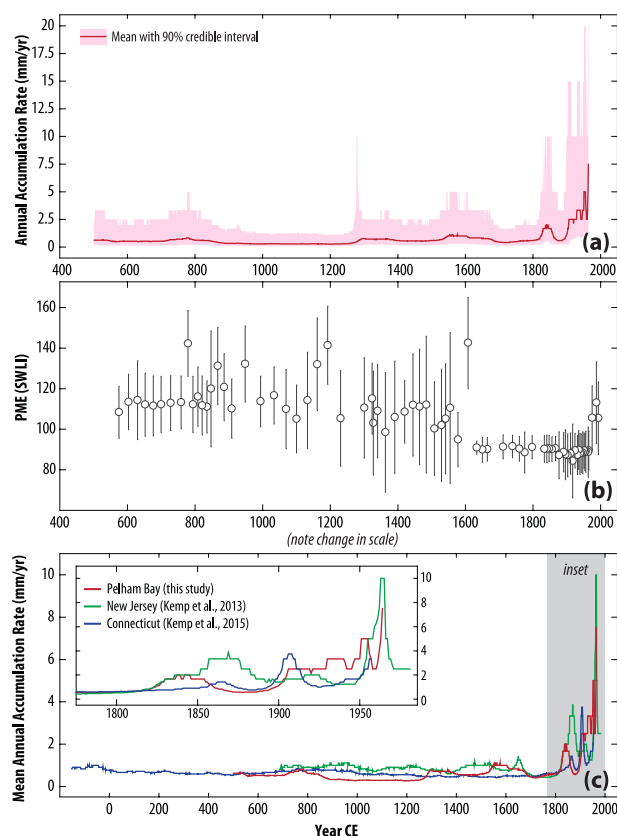 20
17.5
15
12.5
10
7.5
5
2.5
0
Annual Accumulation Rate (mm/yr)
Mean with 90% credible interval
(a)
400 600 800 1000 1200 1400 1600 1800 2000
160
140
120
100
80
PME (SWLI)
(b)
400 600 800 1000 1200 1400 1600 1800 2000
(note change in scale)
10
8
6
4
2
0
Mean Annual Accumulation Rate (mm/yr)
Pelham Bay (this study)
New Jersey (Kemp et al., 2013)
Connecticut (Kemp et al., 2015)
10
8
6
4
2
0
1800 1850 1900 1950
inset
(c)
0 200 400 600 800 1000 1200 1400 1600 1800 2000
Year CE